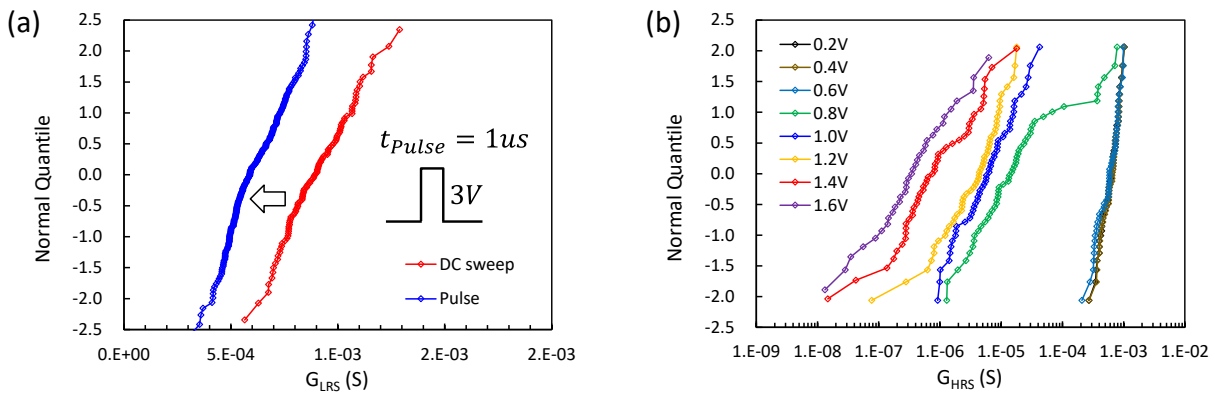 (a)
2.5
2.0
1.5
1.0
0.5
0.0
-0.5
-1.0
-1.5
-2.0
-2.5
Normal Quantile
t_Pulse = 1us
3V
DC sweep
Pulse
0.E+00
5.E-04
1.E-03
2.E-03
2.E-03
G_LRS (S)
(b)
2.5
2.0
1.5
1.0
0.5
0.0
-0.5
-1.0
-1.5
-2.0
-2.5
Normal Quantile
0.2V
0.4V
0.6V
0.8V
1.0V
1.2V
1.4V
1.6V
1.E-09
1.E-08
1.E-07
1.E-06
1.E-05
1.E-04
1.E-03
1.E-02
G_HRS (S)